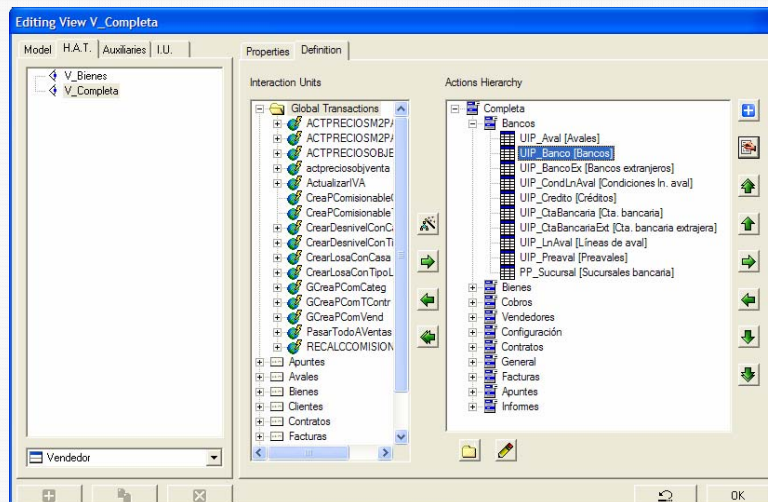 Editing View V_Completa
Model H.A.T. Auxiliaries I.U.
V_Bienes
V_Completa
Vendedor
Properties Definition
Interaction Units
Global Transactions
ACTPRECIOSM2PA
ACTPRECIOSM2PA
ACTPRECIOSOBJE
actpreciosobjventa
ActualizarIVA
CreaPComisionable
CreaPComisionable
CrearDesnivelConCa
CrearDesnivelConTi
CrearLosaConCasa
CrearLosaConTipoL
GCreaPComCateg
GCreaPComTContr
GCreaPComVend
PasarTodoAVentas
RECALCCOMISION
Apuntes
Avales
Bienes
Clientes
Contratos
Facturas
Actions Hierarchy
Completa
Bancos
UIP_Aval [Avales]
UIP_Banco [Bancos]
UIP_BancoEx [Bancos extranjeros]
UIP_CondLnAval [Condiciones ln. aval]
UIP_Credito [Créditos]
UIP_CtaBancaria [Cta. bancaria]
UIP_CtaBancariaExt [Cta. bancaria extrajera]
UIP_LnAval [Líneas de aval]
UIP_Preaval [Preavales]
PP_Sucursal [Sucursales bancaria]
Bienes
Cobros
Vendedores
Configuración
Contratos
General
Facturas
Apuntes
Informes
OK